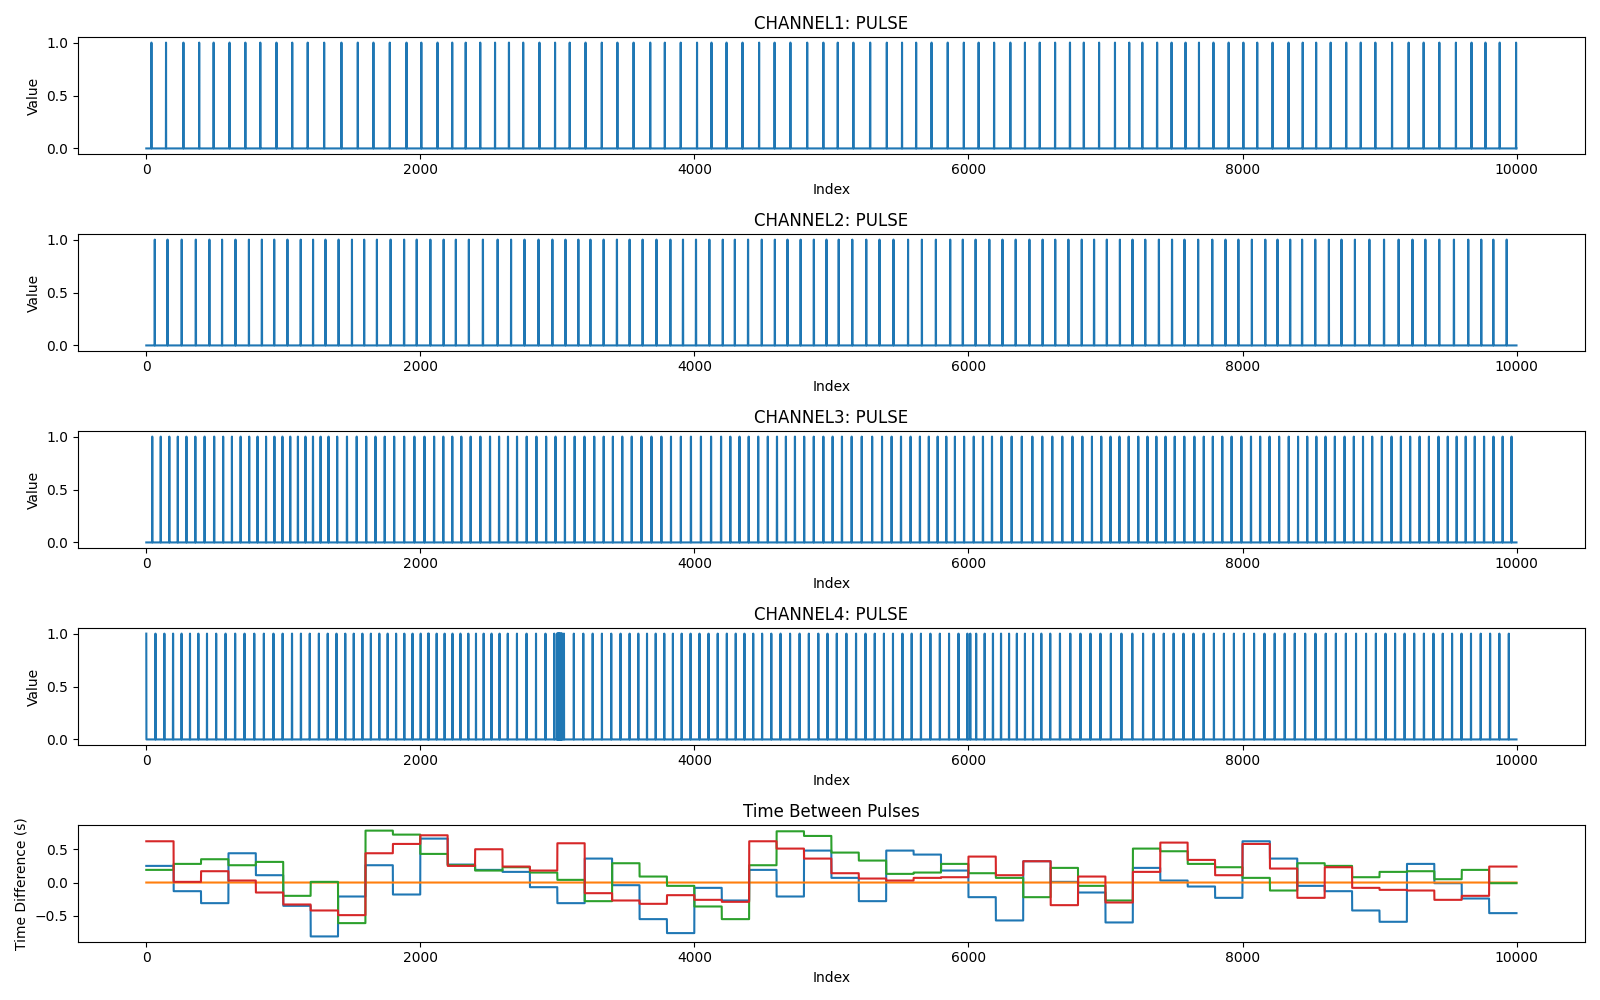 CHANNEL1: PULSE
1.0
0.5
0.0
Value
0 2000 4000 6000 8000 10000
Index
CHANNEL2: PULSE
1.0
0.5
0.0
Value
0 2000 4000 6000 8000 10000
Index
CHANNEL3: PULSE
1.0
0.5
0.0
Value
0 2000 4000 6000 8000 10000
Index
CHANNEL4: PULSE
1.0
0.5
0.0
Value
0 2000 4000 6000 8000 10000
Index
Time Between Pulses
0.5
0.0
−0.5
Time Difference (s)
0 2000 4000 6000 8000 10000
Index